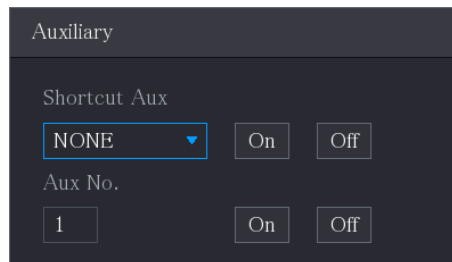 Auxiliary
Shortcut Aux
NONE On Off
Aux No.
1 On Off